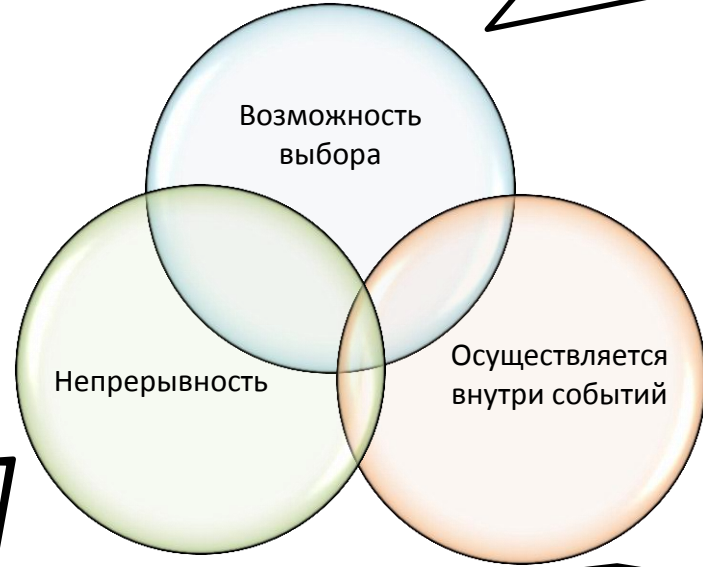 Возможность
выбора
Непрерывность
Осуществляется
внутри событий